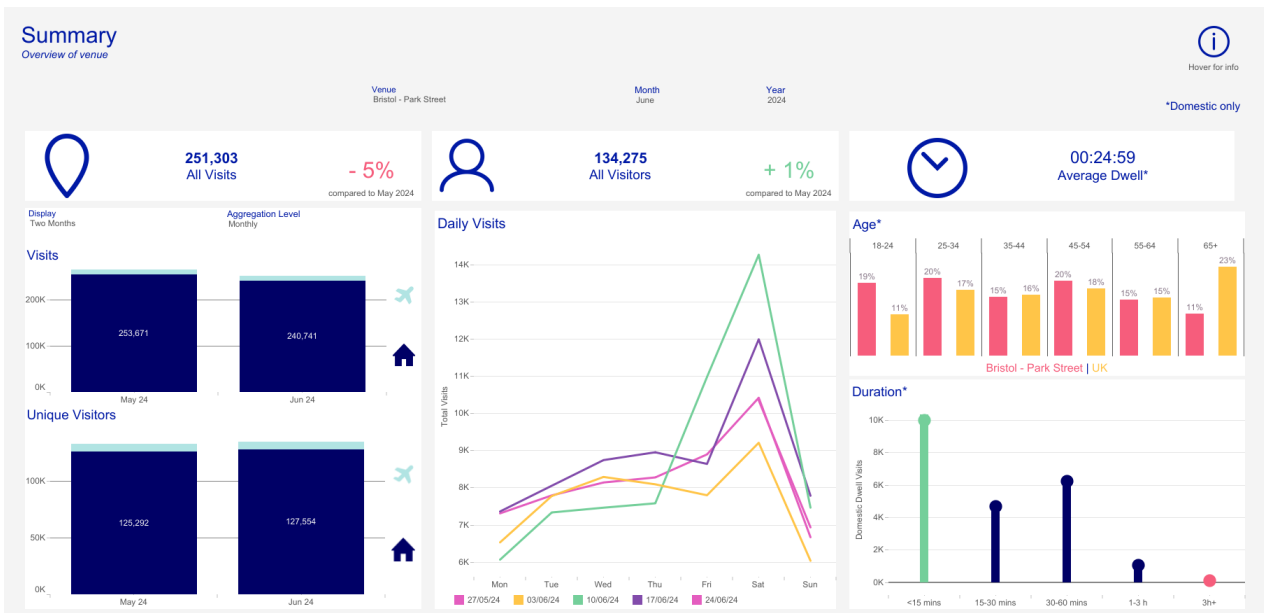 Summary
Overview of venue
Hover for info
Venue
Bristol - Park Street
Month
June
Year
2024
*Domestic only
251,303
All Visits
- 5%
compared to May 2024
134,275
All Visitors
+ 1%
compared to May 2024
00:24:59
Average Dwell*
Display
Two Months
Aggregation Level
Monthly
Visits
200K
100K
0K
253,671
240,741
May 24
Jun 24
Unique Visitors
100K
50K
0K
125,292
127,554
May 24
Jun 24
Daily Visits
Total Visits
14K
13K
12K
11K
10K
9K
8K
7K
6K
Mon Tue Wed Thu Fri Sat Sun
27/05/24 03/06/24 10/06/24 17/06/24 24/06/24
Age*
18-24 25-34 35-44 45-54 55-64 65+
19% 11% 20% 17% 15% 16% 20% 18% 15% 15% 11% 23%
Bristol - Park Street | UK
Duration*
Domestic Dwell Visits
10K
8K
6K
4K
2K
0K
<15 mins 15-30 mins 30-60 mins 1-3 h 3h+